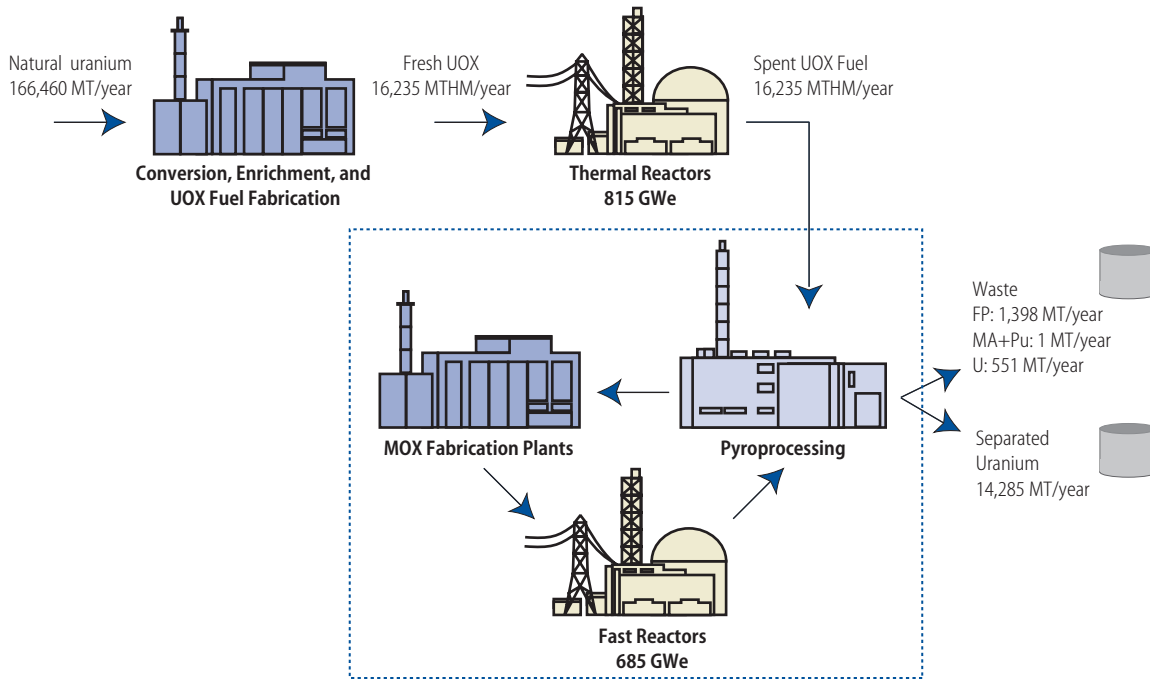 Natural uranium
166,460 MT/year
Fresh UOX
16,235 MTHM/year
Spent UOX Fuel
16,235 MTHM/year
Conversion, Enrichment, and
UOX Fuel Fabrication
Thermal Reactors
815 GWe
Waste
FP: 1,398 MT/year
MA+Pu: 1 MT/year
U: 551 MT/year
MOX Fabrication Plants
Pyroprocessing
Separated
Uranium
14,285 MT/year
Fast Reactors
685 GWe